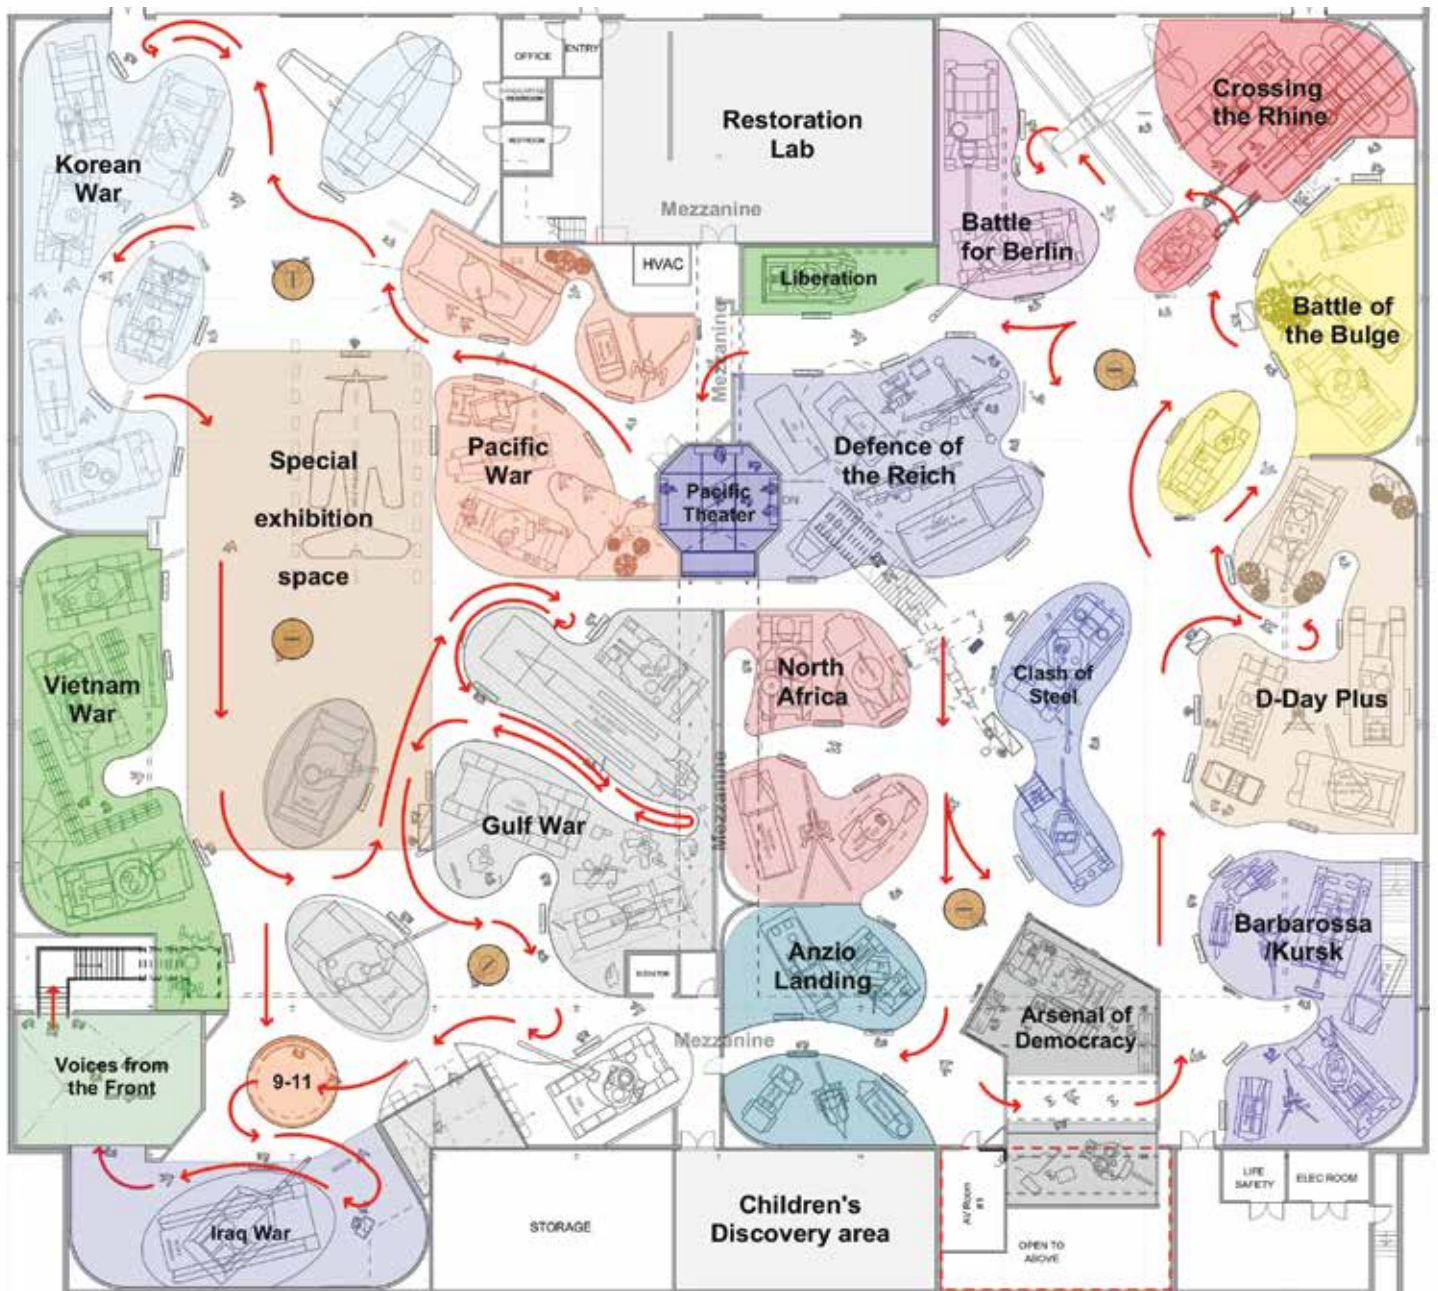 OFFICE
ENTRY
Restoration
Lab
Mezzanine
HVAC
Crossing
the Rhine
Battle
for Berlin
Liberation
Battle of
the Bulge
Korean
War
Mezzanine
Special
exhibition
space
Pacific
War
Pacific
Theater
Defence of
the Reich
Vietnam
War
North
Africa
Clash of
Steel
D-Day Plus
Gulf War
Mezzanine
Anzio
Landing
Barbarossa
/Kursk
Arsenal of
Democracy
ELEVATOR
Mezzanine
Voices from
the Front
9-11
Iraq War
STORAGE
Children's
Discovery area
AV Room
OPEN TO
ABOVE
LIFE
SAFETY
ELEC ROOM